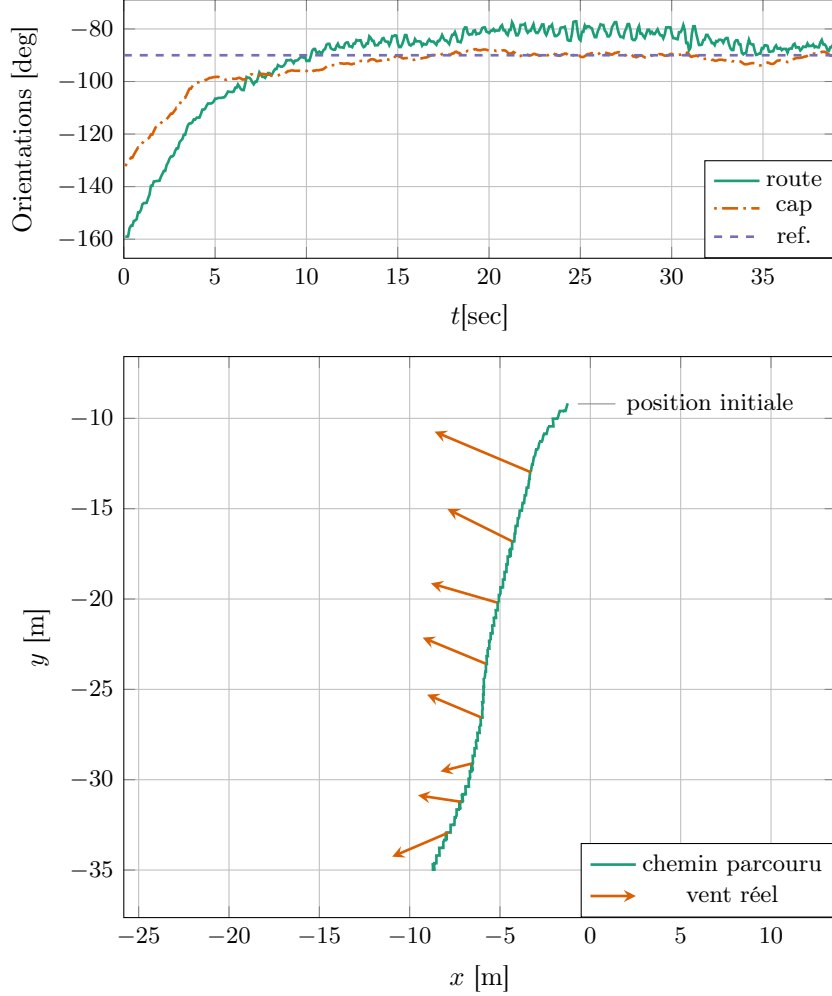 −80
−100
−120
−140
−160
Orientations [deg]
route
cap
ref.
0 5 10 15 20 25 30 35
t[sec]
position initiale
−10
−15
−20
−25
−30
−35
y [m]
chemin parcouru
vent réel
−25 −20 −15 −10 −5 0 5 10
x [m]